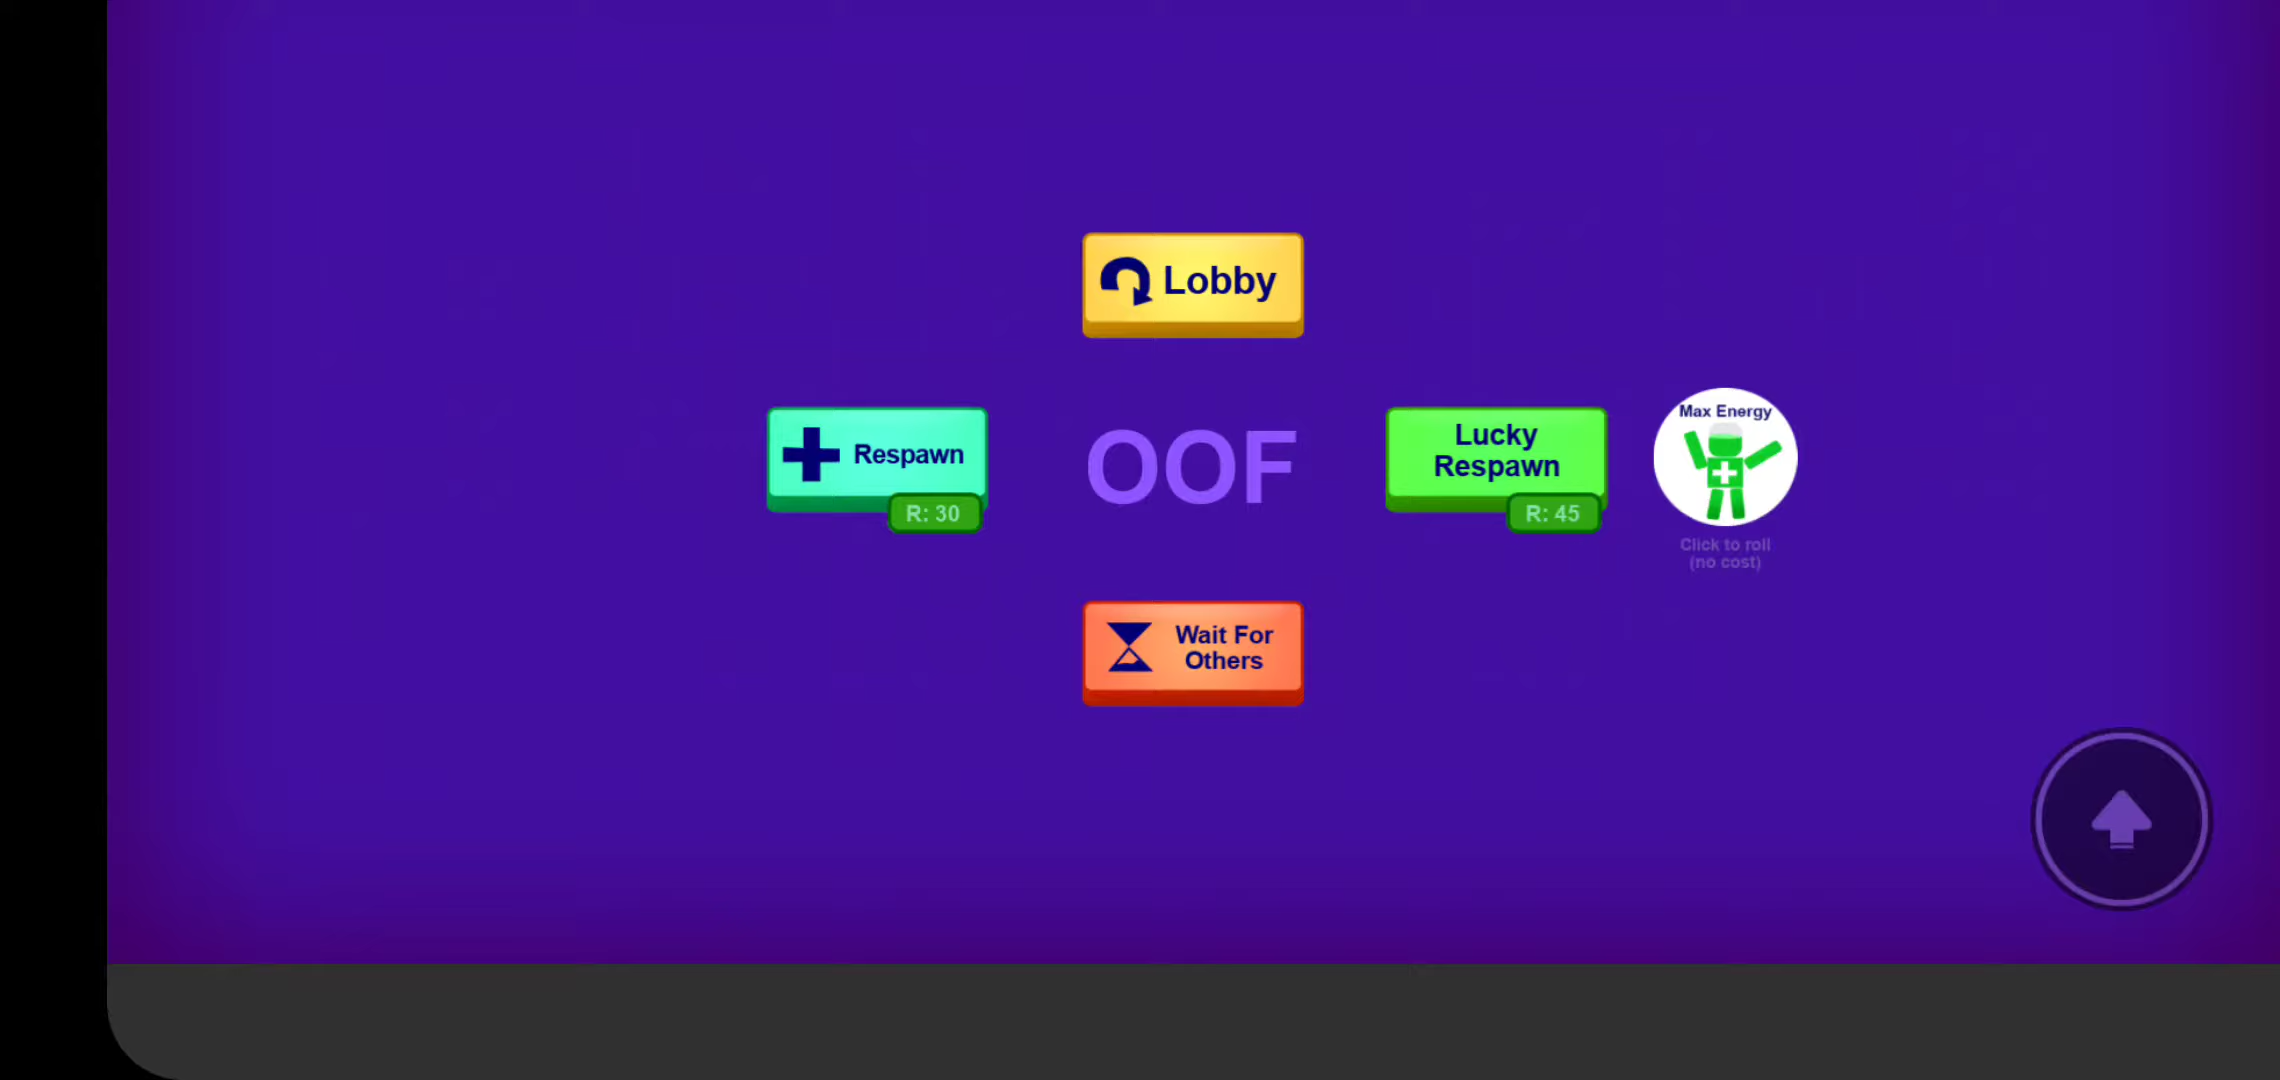 Lobby
Respawn
R: 30
OOF
Lucky
Respawn
R: 45
Max Energy
Click to roll
(no cost)
Wait For
Others